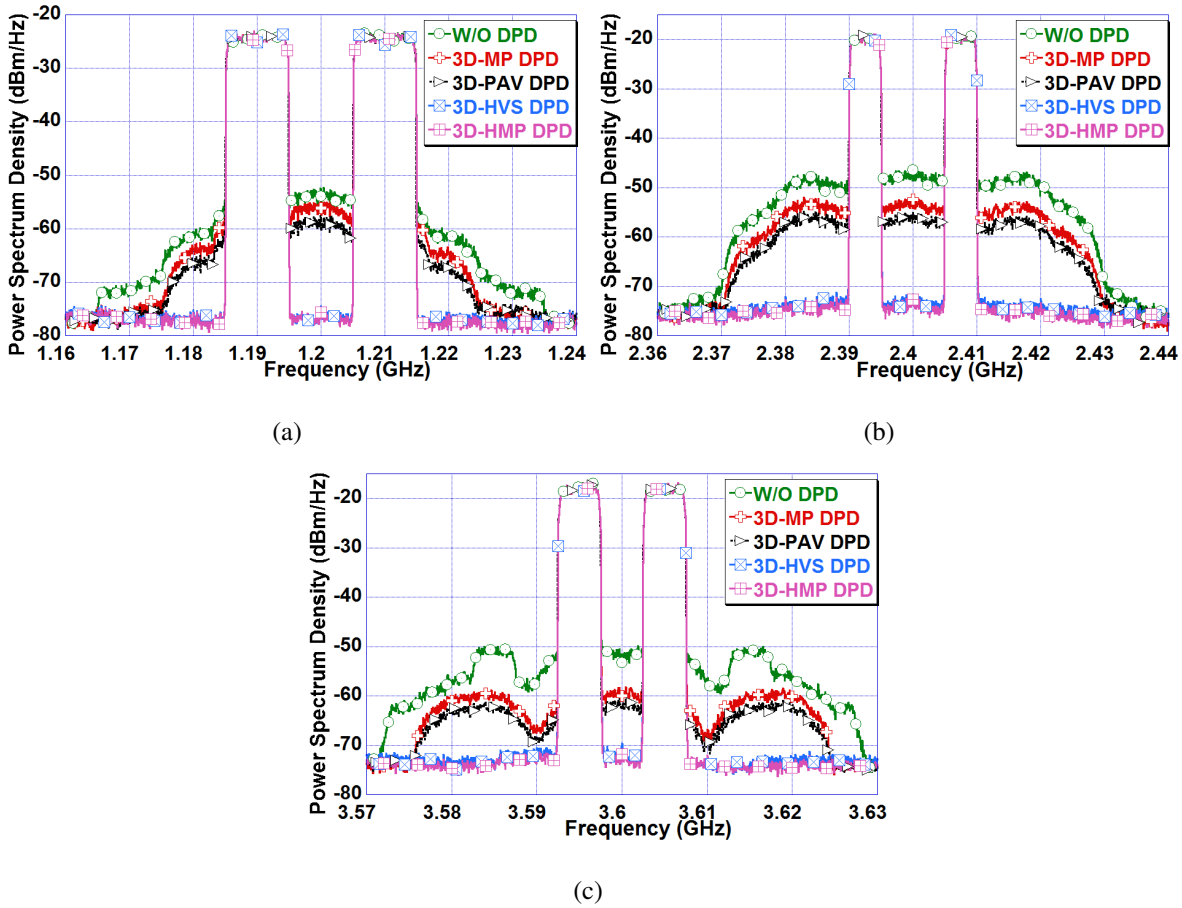 -20
-30
-40
-50
-60
-70
-80
Power Spectrum Density (dBm/Hz)
W/O DPD
3D-MP DPD
3D-PAV DPD
3D-HVS DPD
3D-HMP DPD
1.16 1.17 1.18 1.19 1.2 1.21 1.22 1.23 1.24
Frequency (GHz)
(a)
-20
-30
-40
-50
-60
-70
-80
Power Spectrum Density (dBm/Hz)
W/O DPD
3D-MP DPD
3D-PAV DPD
3D-HVS DPD
3D-HMP DPD
2.36 2.37 2.38 2.39 2.4 2.41 2.42 2.43 2.44
Frequency (GHz)
(b)
-20
-30
-40
-50
-60
-70
-80
Power Spectrum Density (dBm/Hz)
W/O DPD
3D-MP DPD
3D-PAV DPD
3D-HVS DPD
3D-HMP DPD
3.57 3.58 3.59 3.6 3.61 3.62 3.63
Frequency (GHz)
(c)